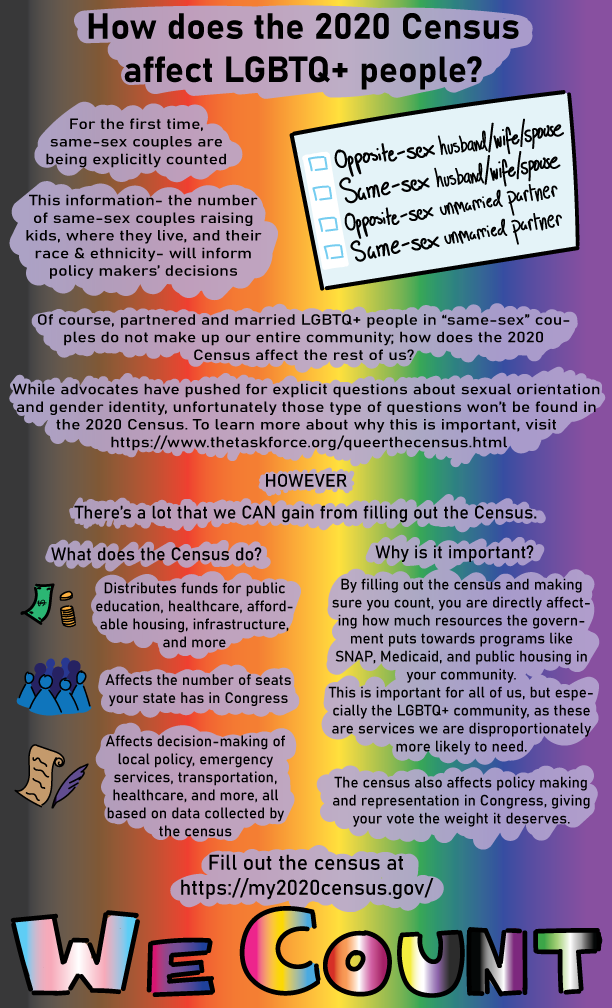 How does the 2020 Census
affect LGBTQ+ people?
For the first time,
same-sex couples are
being explicitly counted
Opposite-sex husband/wife/spouse
Same-sex husband/wife/spouse
Opposite-sex unmarried partner
Same-sex unmarried partner
This information- the number
of same-sex couples raising
kids, where they live, and their
race & ethnicity- will inform
policy makers' decisions
Of course, partnered and married LGBTQ+ people in “same-sex” cou-
ples do not make up our entire community; how does the 2020
Census affect the rest of us?
While advocates have pushed for explicit questions about sexual orientation
and gender identity, unfortunately those type of questions won't be found in
the 2020 Census. To learn more about why this is important, visit
https://www.thetaskforce.org/queerthecensus.html
HOWEVER
There's a lot that we CAN gain from filling out the Census.
What does the Census do?
Distributes funds for public
education, healthcare, afford-
able housing, infrastructure,
and more
Affects the number of seats
your state has in Congress
Affects decision-making of
local policy, emergency
services, transportation,
healthcare, and more, all
based on data collected by
the census
Why is it important?
By filling out the census and making
sure you count, you are directly affect-
ing how much resources the govern-
ment puts towards programs like
SNAP, Medicaid, and public housing in
your community.
This is important for all of us, but espe-
cially the LGBTQ+ community, as these
are services we are disproportionately
more likely to need.
The census also affects policy making
and representation in Congress, giving
your vote the weight it deserves.
Fill out the census at
https://my2020census.gov/
WE COUNT